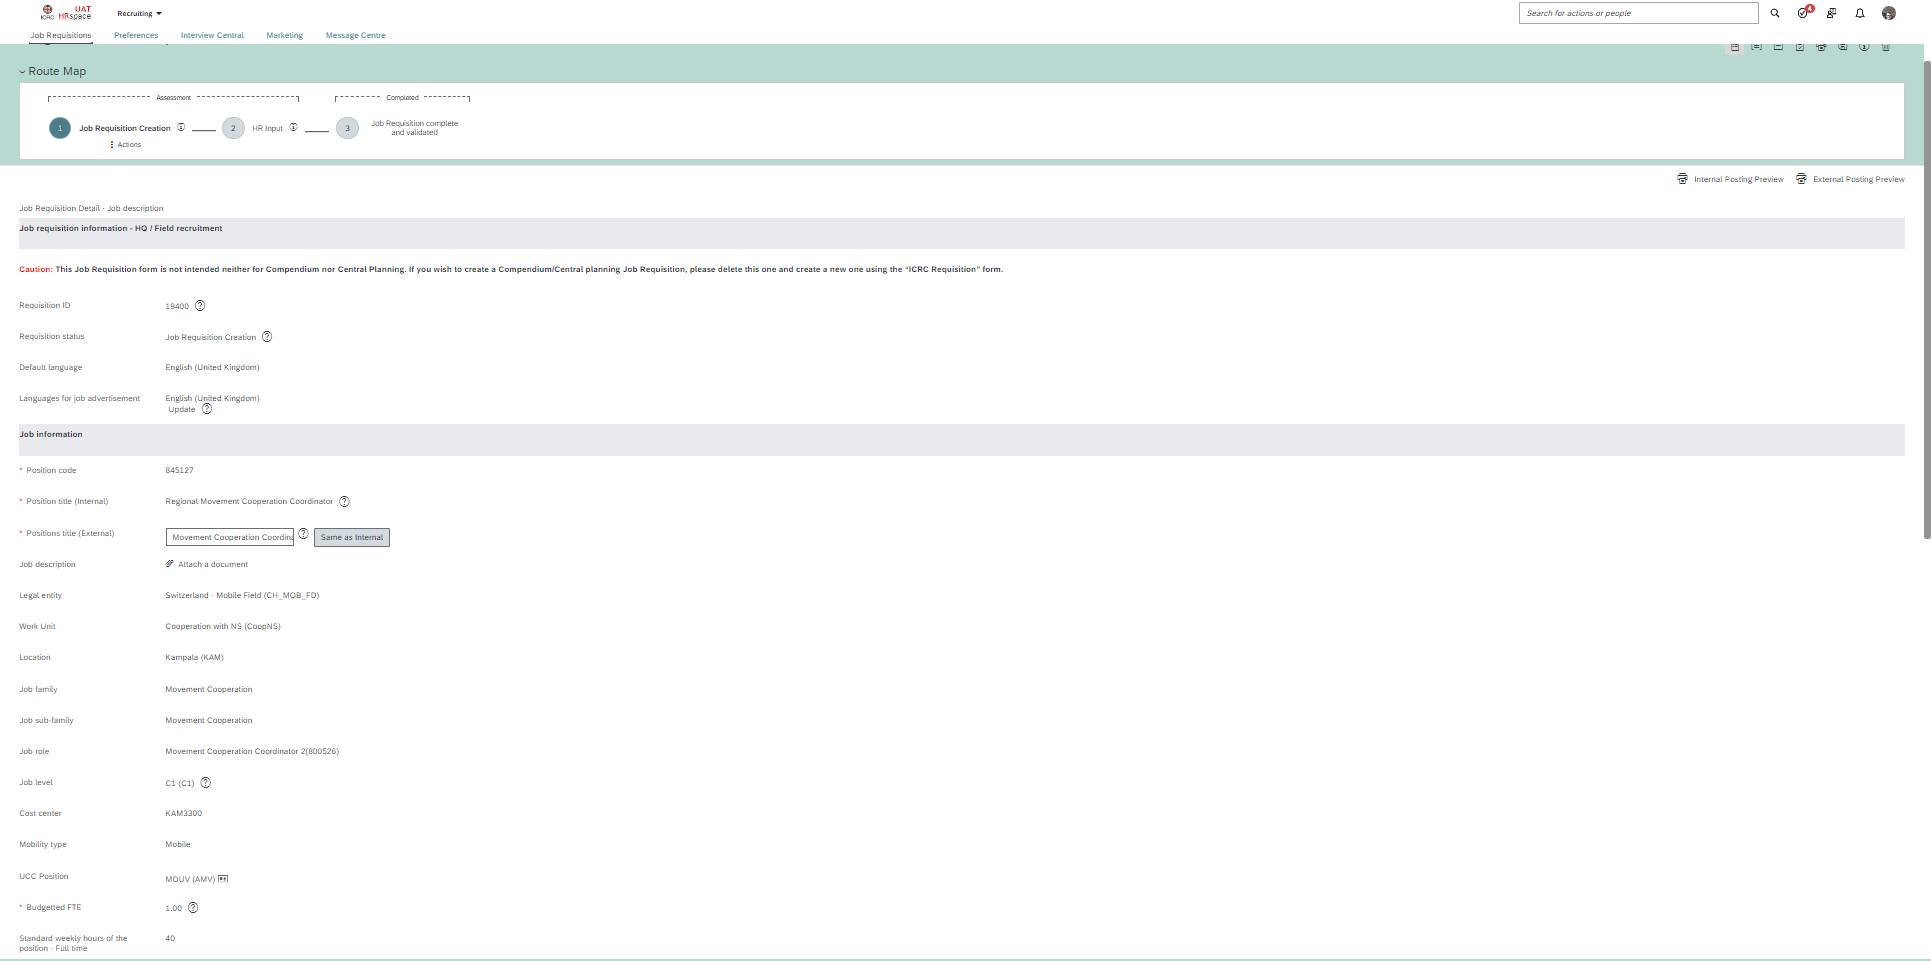 ICRC UAT HRspace
Recruiting
Search for actions or people
4
Job Requisitions Preferences Interview Central Marketing Message Centre
Route Map
Assessment Completed
1 Job Requisition Creation 2 HR Input 3 Job Requisition complete and validated
Actions
Internal Posting Preview External Posting Preview
Job Requisition Detail - Job description
Job requisition information - HQ / Field recruitment
Caution: This Job Requisition form is not intended neither for Compendium nor Central Planning. If you wish to create a Compendium/Central planning Job Requisition, please delete this one and create a new one using the “ICRC Requisition” form.
Requisition ID 19400
Requisition status Job Requisition Creation
Default language English (United Kingdom)
Languages for job advertisement English (United Kingdom)
Update
Job information
* Position code 845127
* Position title (Internal) Regional Movement Cooperation Coordinator
* Positions title (External) Movement Cooperation Coordina Same as Internal
Job description Attach a document
Legal entity Switzerland - Mobile Field (CH_MOB_FD)
Work Unit Cooperation with NS (CoopNS)
Location Kampala (KAM)
Job family Movement Cooperation
Job sub-family Movement Cooperation
Job role Movement Cooperation Coordinator 2(800526)
Job level C1 (C1)
Cost center KAM3300
Mobility type Mobile
UCC Position MOUV (AMV)
* Budgetted FTE 1.00
Standard weekly hours of the 40
position - Full time